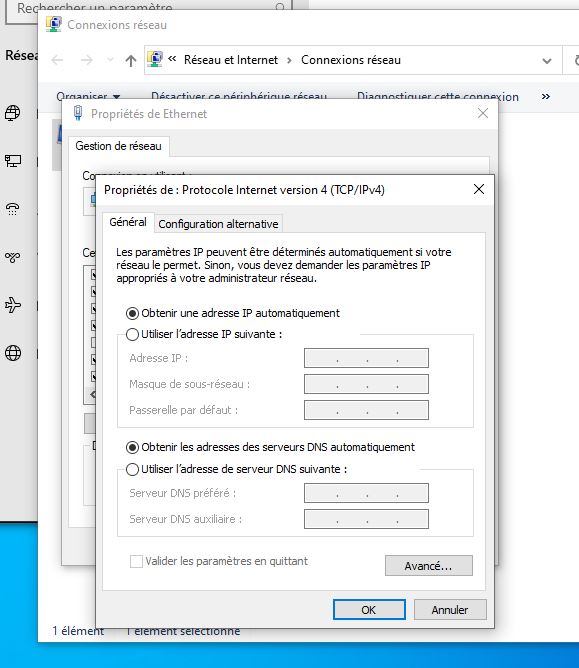 Rechercher un paramètre
Connexions réseau
Résea
« Réseau et Internet › Connexions réseau
Organiser Désactiver ce périphérique réseau Diagnostiquer cette connexion »
Propriétés de Ethernet
Gestion de réseau
Propriétés de : Protocole Internet version 4 (TCP/IPv4)
Général Configuration alternative
Les paramètres IP peuvent être déterminés automatiquement si votre
réseau le permet. Sinon, vous devez demander les paramètres IP
appropriés à votre administrateur réseau.
Obtenir une adresse IP automatiquement
Utiliser l’adresse IP suivante :
Adresse IP : . . .
Masque de sous-réseau : . . .
Passerelle par défaut : . . .
Obtenir les adresses des serveurs DNS automatiquement
Utiliser l’adresse de serveur DNS suivante :
Serveur DNS préféré : . . .
Serveur DNS auxiliaire : . . .
Valider les paramètres en quittant
Avancé...
OK Annuler
1 élément 1 élément sélectionné